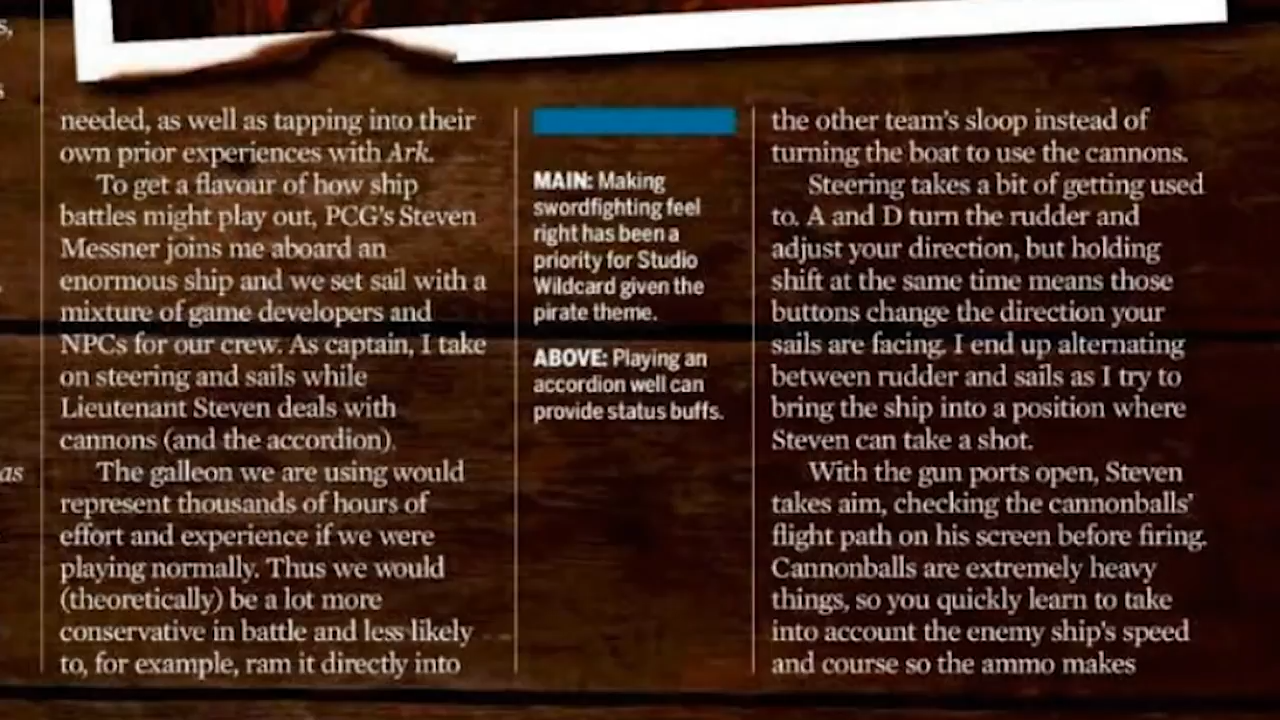 s,
s
as
needed, as well as tapping into their
own prior experiences with Ark.
To get a flavour of how ship
battles might play out, PCG's Steven
Messner joins me aboard an
enormous ship and we set sail with a
mixture of game developers and
NPCs for our crew. As captain, I take
on steering and sails while
Lieutenant Steven deals with
cannons (and the accordion).
The galleon we are using would
represent thousands of hours of
effort and experience if we were
playing normally. Thus we would
(theoretically) be a lot more
conservative in battle and less likely
to, for example, ram it directly into
MAIN: Making
swordfighting feel
right has been a
priority for Studio
Wildcard given the
pirate theme.
ABOVE: Playing an
accordion well can
provide status buffs.
the other team's sloop instead of
turning the boat to use the cannons.
Steering takes a bit of getting used
to. A and D turn the rudder and
adjust your direction, but holding
shift at the same time means those
buttons change the direction your
sails are facing. I end up alternating
between rudder and sails as I try to
bring the ship into a position where
Steven can take a shot.
With the gun ports open, Steven
takes aim, checking the cannonballs'
flight path on his screen before firing.
Cannonballs are extremely heavy
things, so you quickly learn to take
into account the enemy ship's speed
and course so the ammo makes